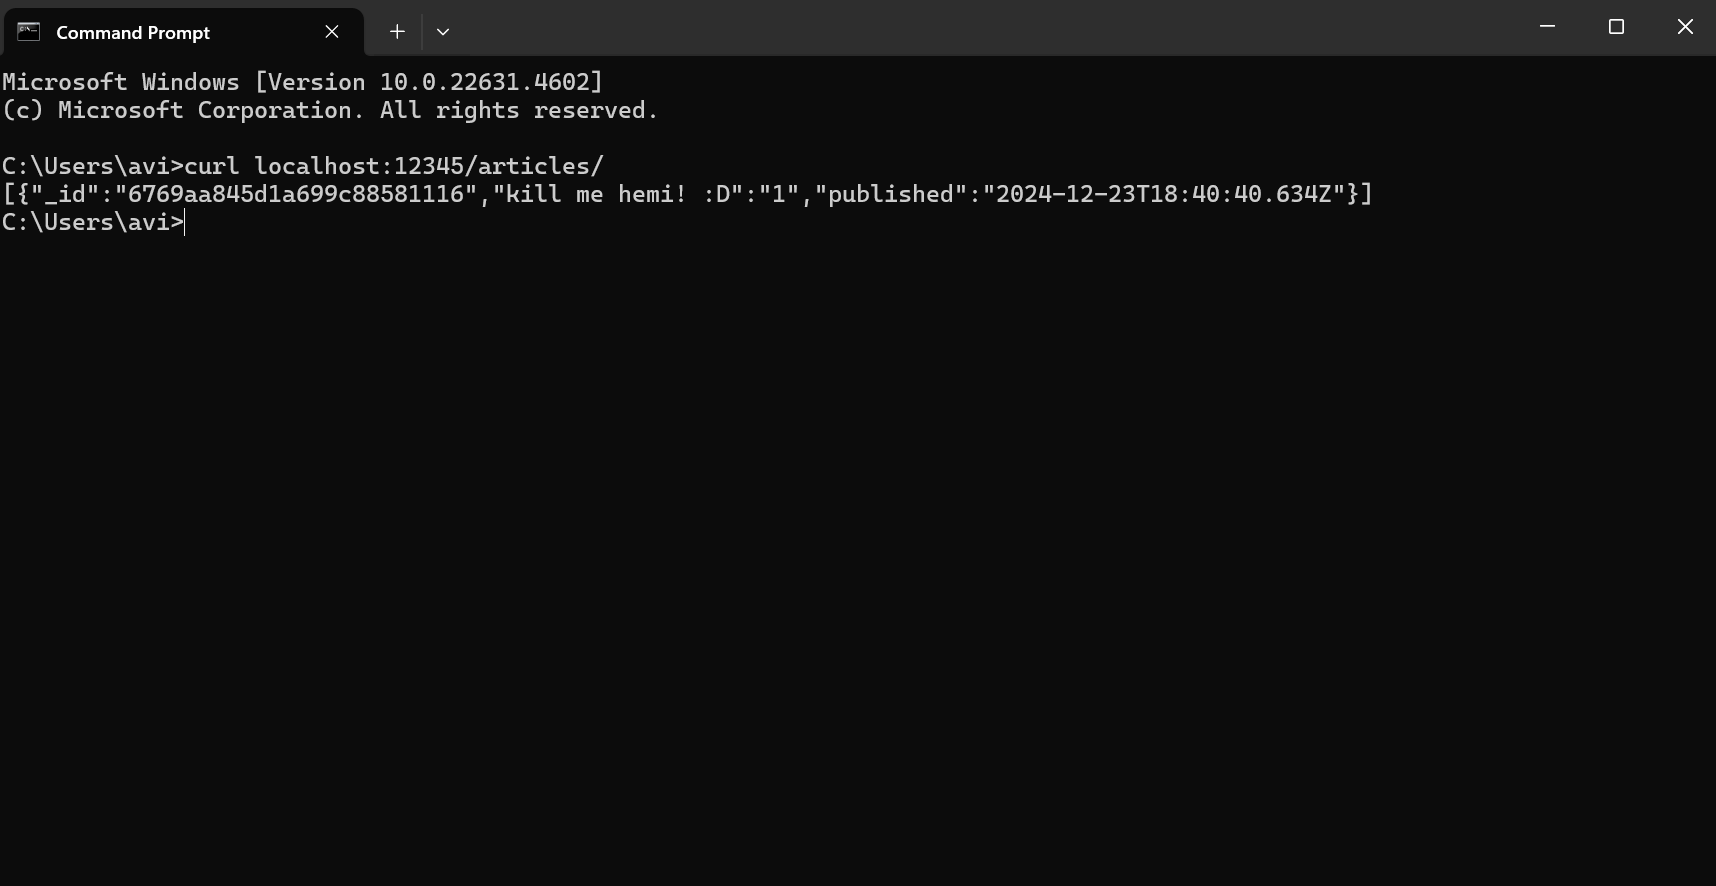 Command Prompt
Microsoft Windows [Version 10.0.22631.4602]
(c) Microsoft Corporation. All rights reserved.
C:\Users\avi>curl localhost:12345/articles/
[{"_id":"6769aa845d1a699c88581116","kill me hemi! :D":"1","published":"2024-12-23T18:40:40.634Z"}]
C:\Users\avi>